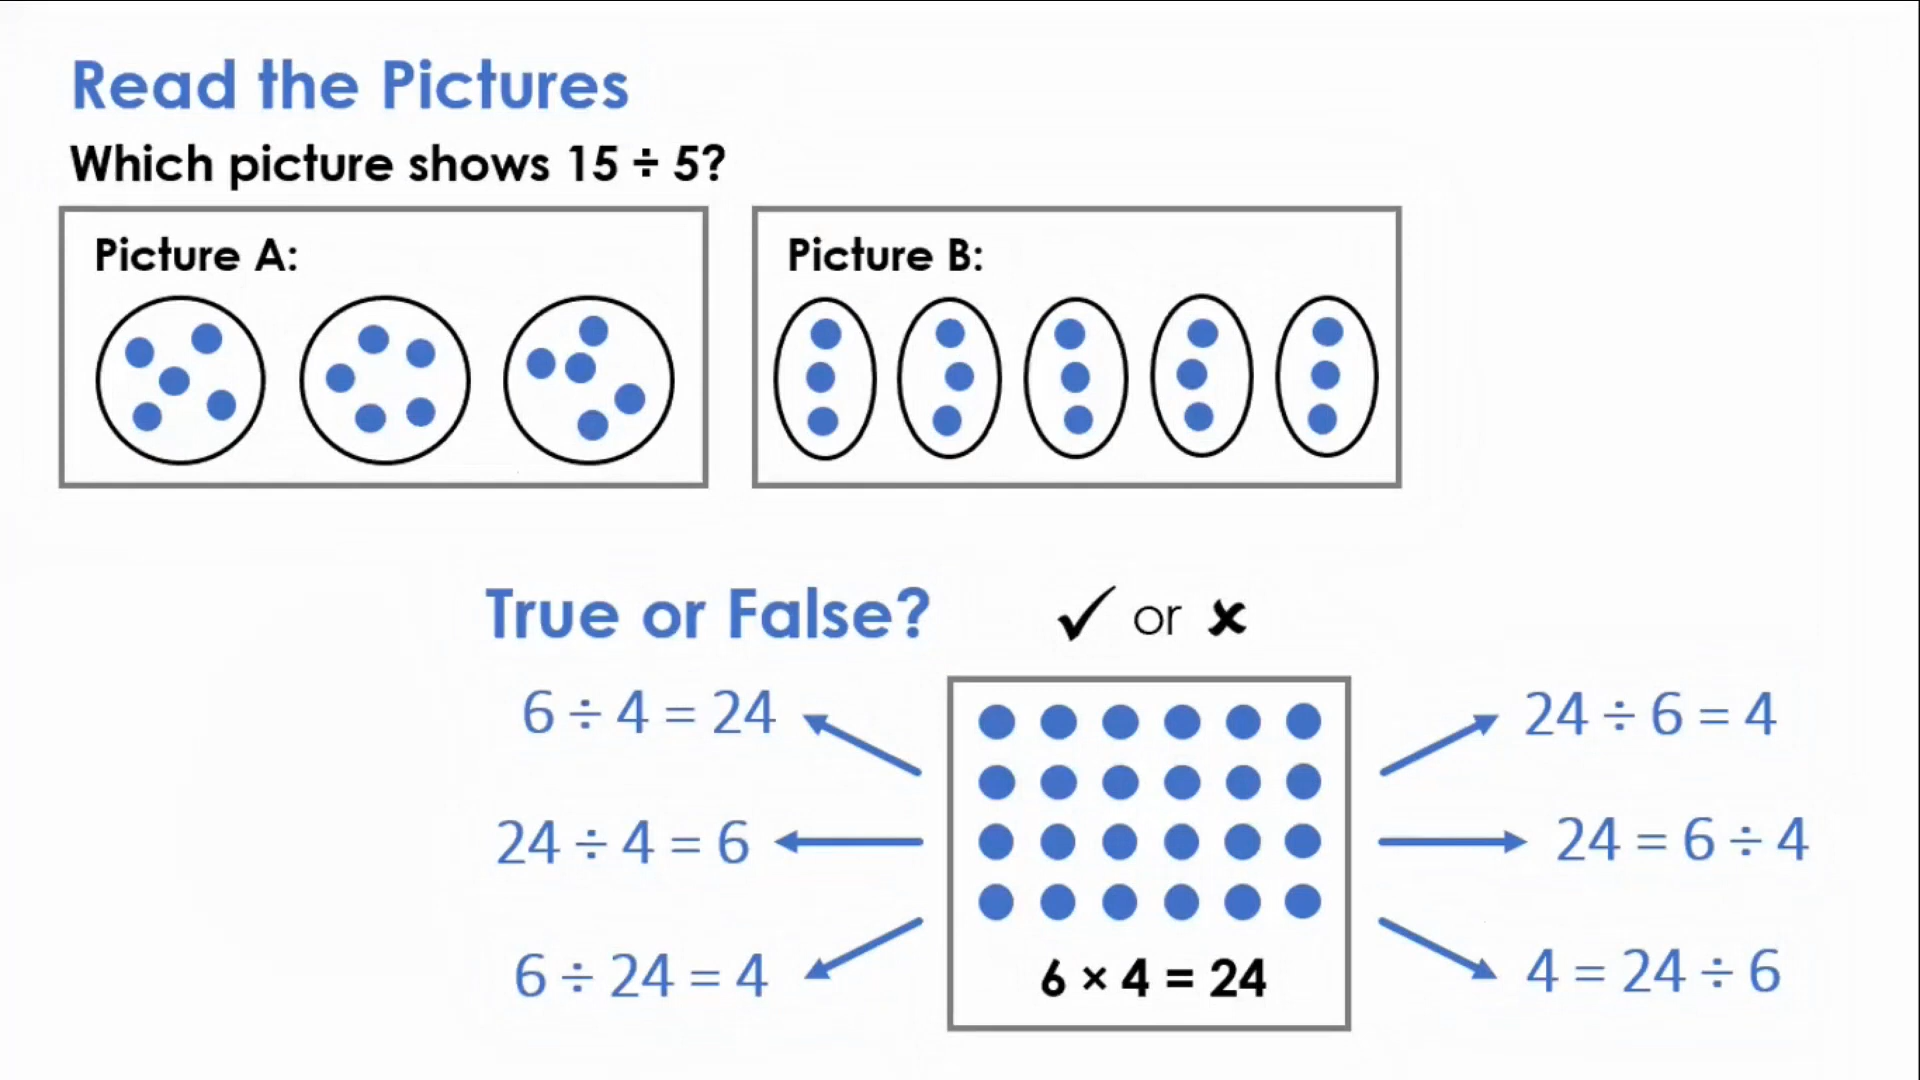 Read the Pictures
Which picture shows 15 ÷ 5?
Picture A:
Picture B:
True or False? ✓ or ✘
6 ÷ 4 = 24
24 ÷ 4 = 6
6 ÷ 24 = 4
6 × 4 = 24
24 ÷ 6 = 4
24 = 6 ÷ 4
4 = 24 ÷ 6